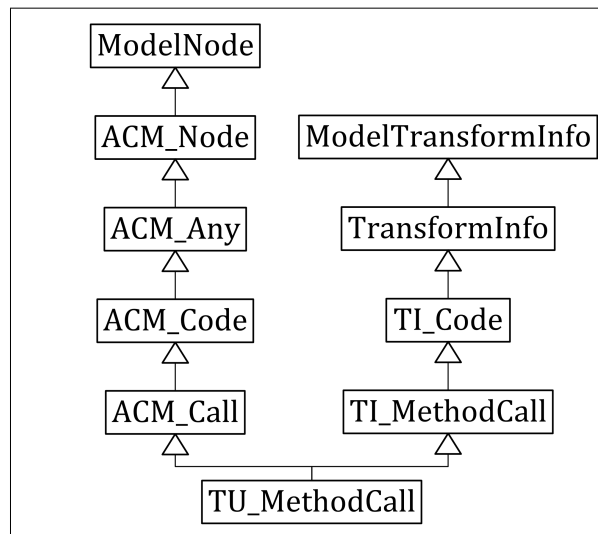 ModelNode
ACM_Node
ModelTransformInfo
ACM_Any
TransformInfo
ACM_Code
TI_Code
ACM_Call
TI_MethodCall
TU_MethodCall